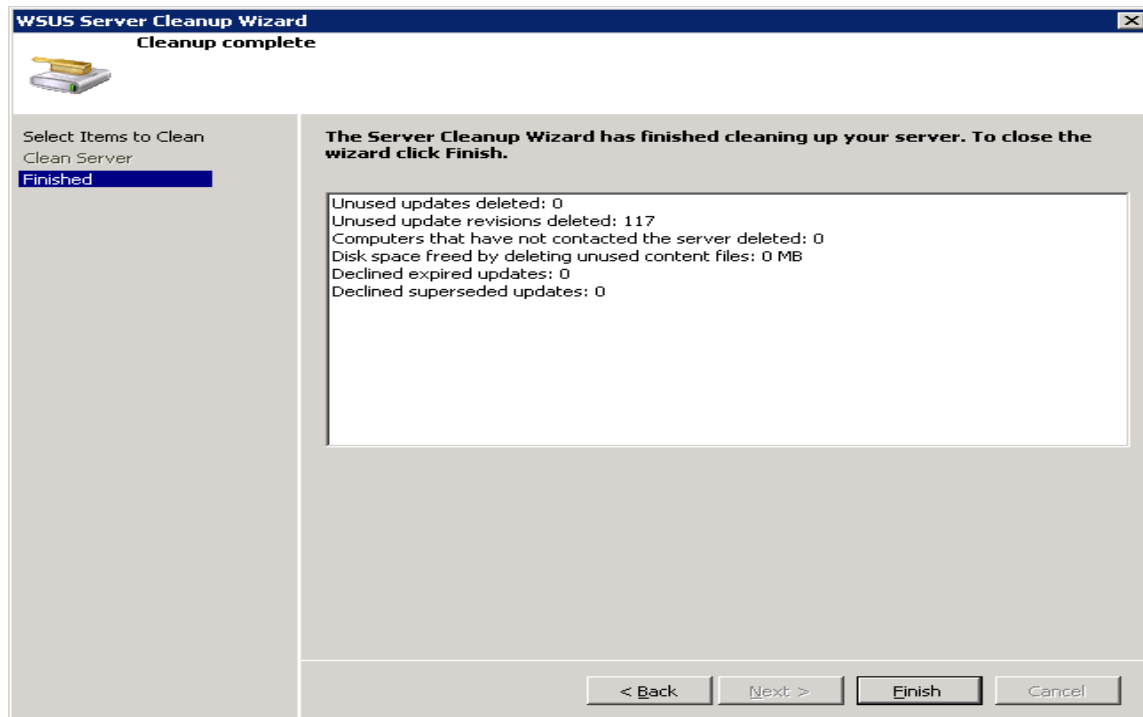 WSUS Server Cleanup Wizard
Cleanup complete
Select Items to Clean
Clean Server
Finished
The Server Cleanup Wizard has finished cleaning up your server. To close the
wizard click Finish.
Unused updates deleted: 0
Unused update revisions deleted: 117
Computers that have not contacted the server deleted: 0
Disk space freed by deleting unused content files: 0 MB
Declined expired updates: 0
Declined superseded updates: 0
< Back
Next >
Finish
Cancel